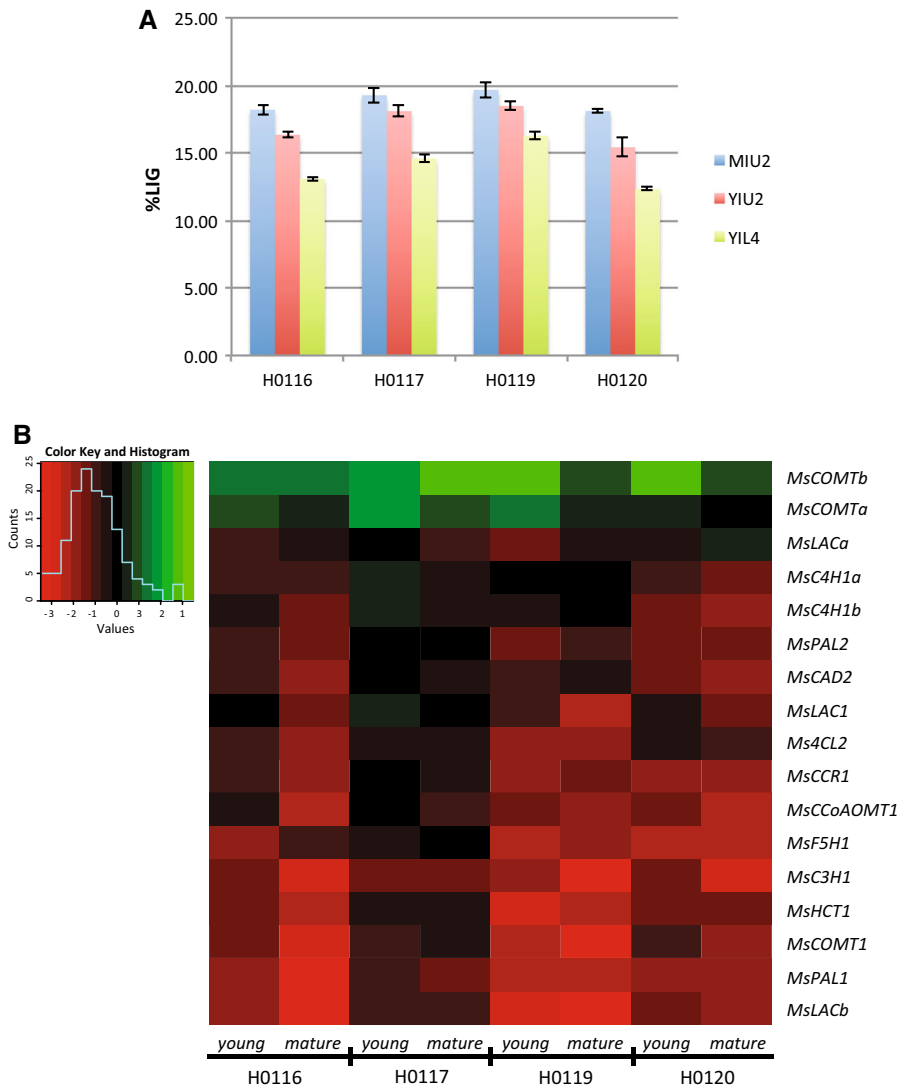 A
25.00
20.00
15.00
10.00
5.00
0.00
%LIG
H0116 H0117 H0119 H0120
MIU2
YIU2
YIL4
B
Color Key and Histogram
Counts
0 5 10 15 20 25
-3 -2 -1 0 3 2 1
Values
MsCOMTb
MsCOMTa
MsLACa
MsC4H1a
MsC4H1b
MsPAL2
MsCAD2
MsLAC1
Ms4CL2
MsCCR1
MsCCoAOMT1
MsF5H1
MsC3H1
MsHCT1
MsCOMT1
MsPAL1
MsLACb
young mature young mature young mature young mature
H0116 H0117 H0119 H0120